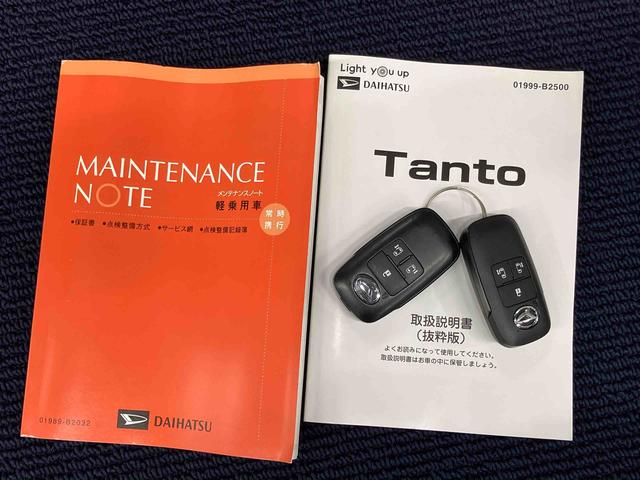 MAINTENANCE
NOTE
メンテナンスノート
軽乗用車
常時
携行
•保証書 •点検整備方式 •サービス網 •点検整備記録簿
01989-B2032
DAIHATSU
Light you up
DAIHATSU
01999-B2500
Tanto
取扱説明書
(抜粋版)
よくお読みになって使用してください。
取扱説明書はお車の中に保管しましょう。